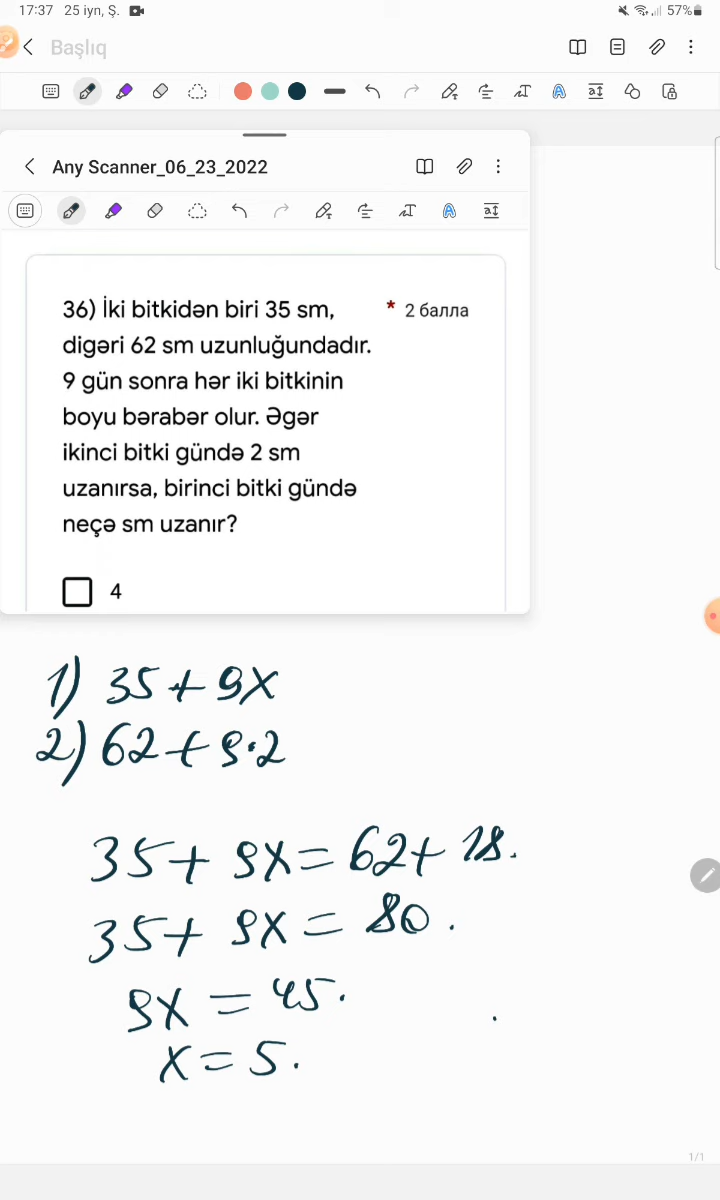 17:37 25 iyn, Ş. 57%
Başlıq
Any Scanner_06_23_2022
36) İki bitkidən biri 35 sm, * 2 балла
digəri 62 sm uzunluğundadır.
9 gün sonra hər iki bitkinin
boyu bərabər olur. Əgər
ikinci bitki gündə 2 sm
uzanırsa, birinci bitki gündə
neçə sm uzanır?
4
1) 35 + 9x
2) 62 + 9·2
35 + 9x = 62 + 18.
35 + 9x = 80.
9x = 45.
x = 5.
1/1